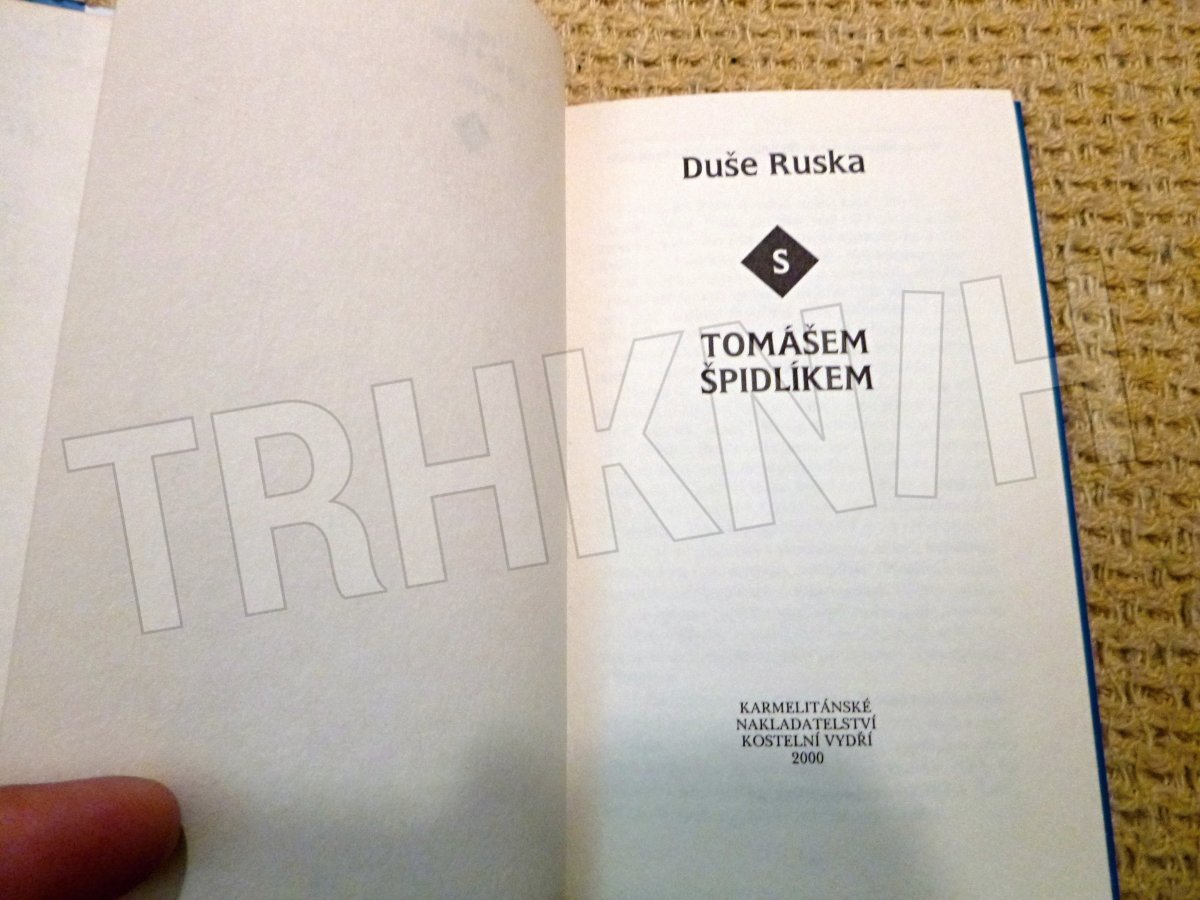 Duše Ruska
S
TOMÁŠEM
ŠPIDLÍKEM
TRHKNIH
KARMELITÁNSKÉ
NAKLADATELSTVÍ
KOSTELNÍ VYDŘÍ
2000